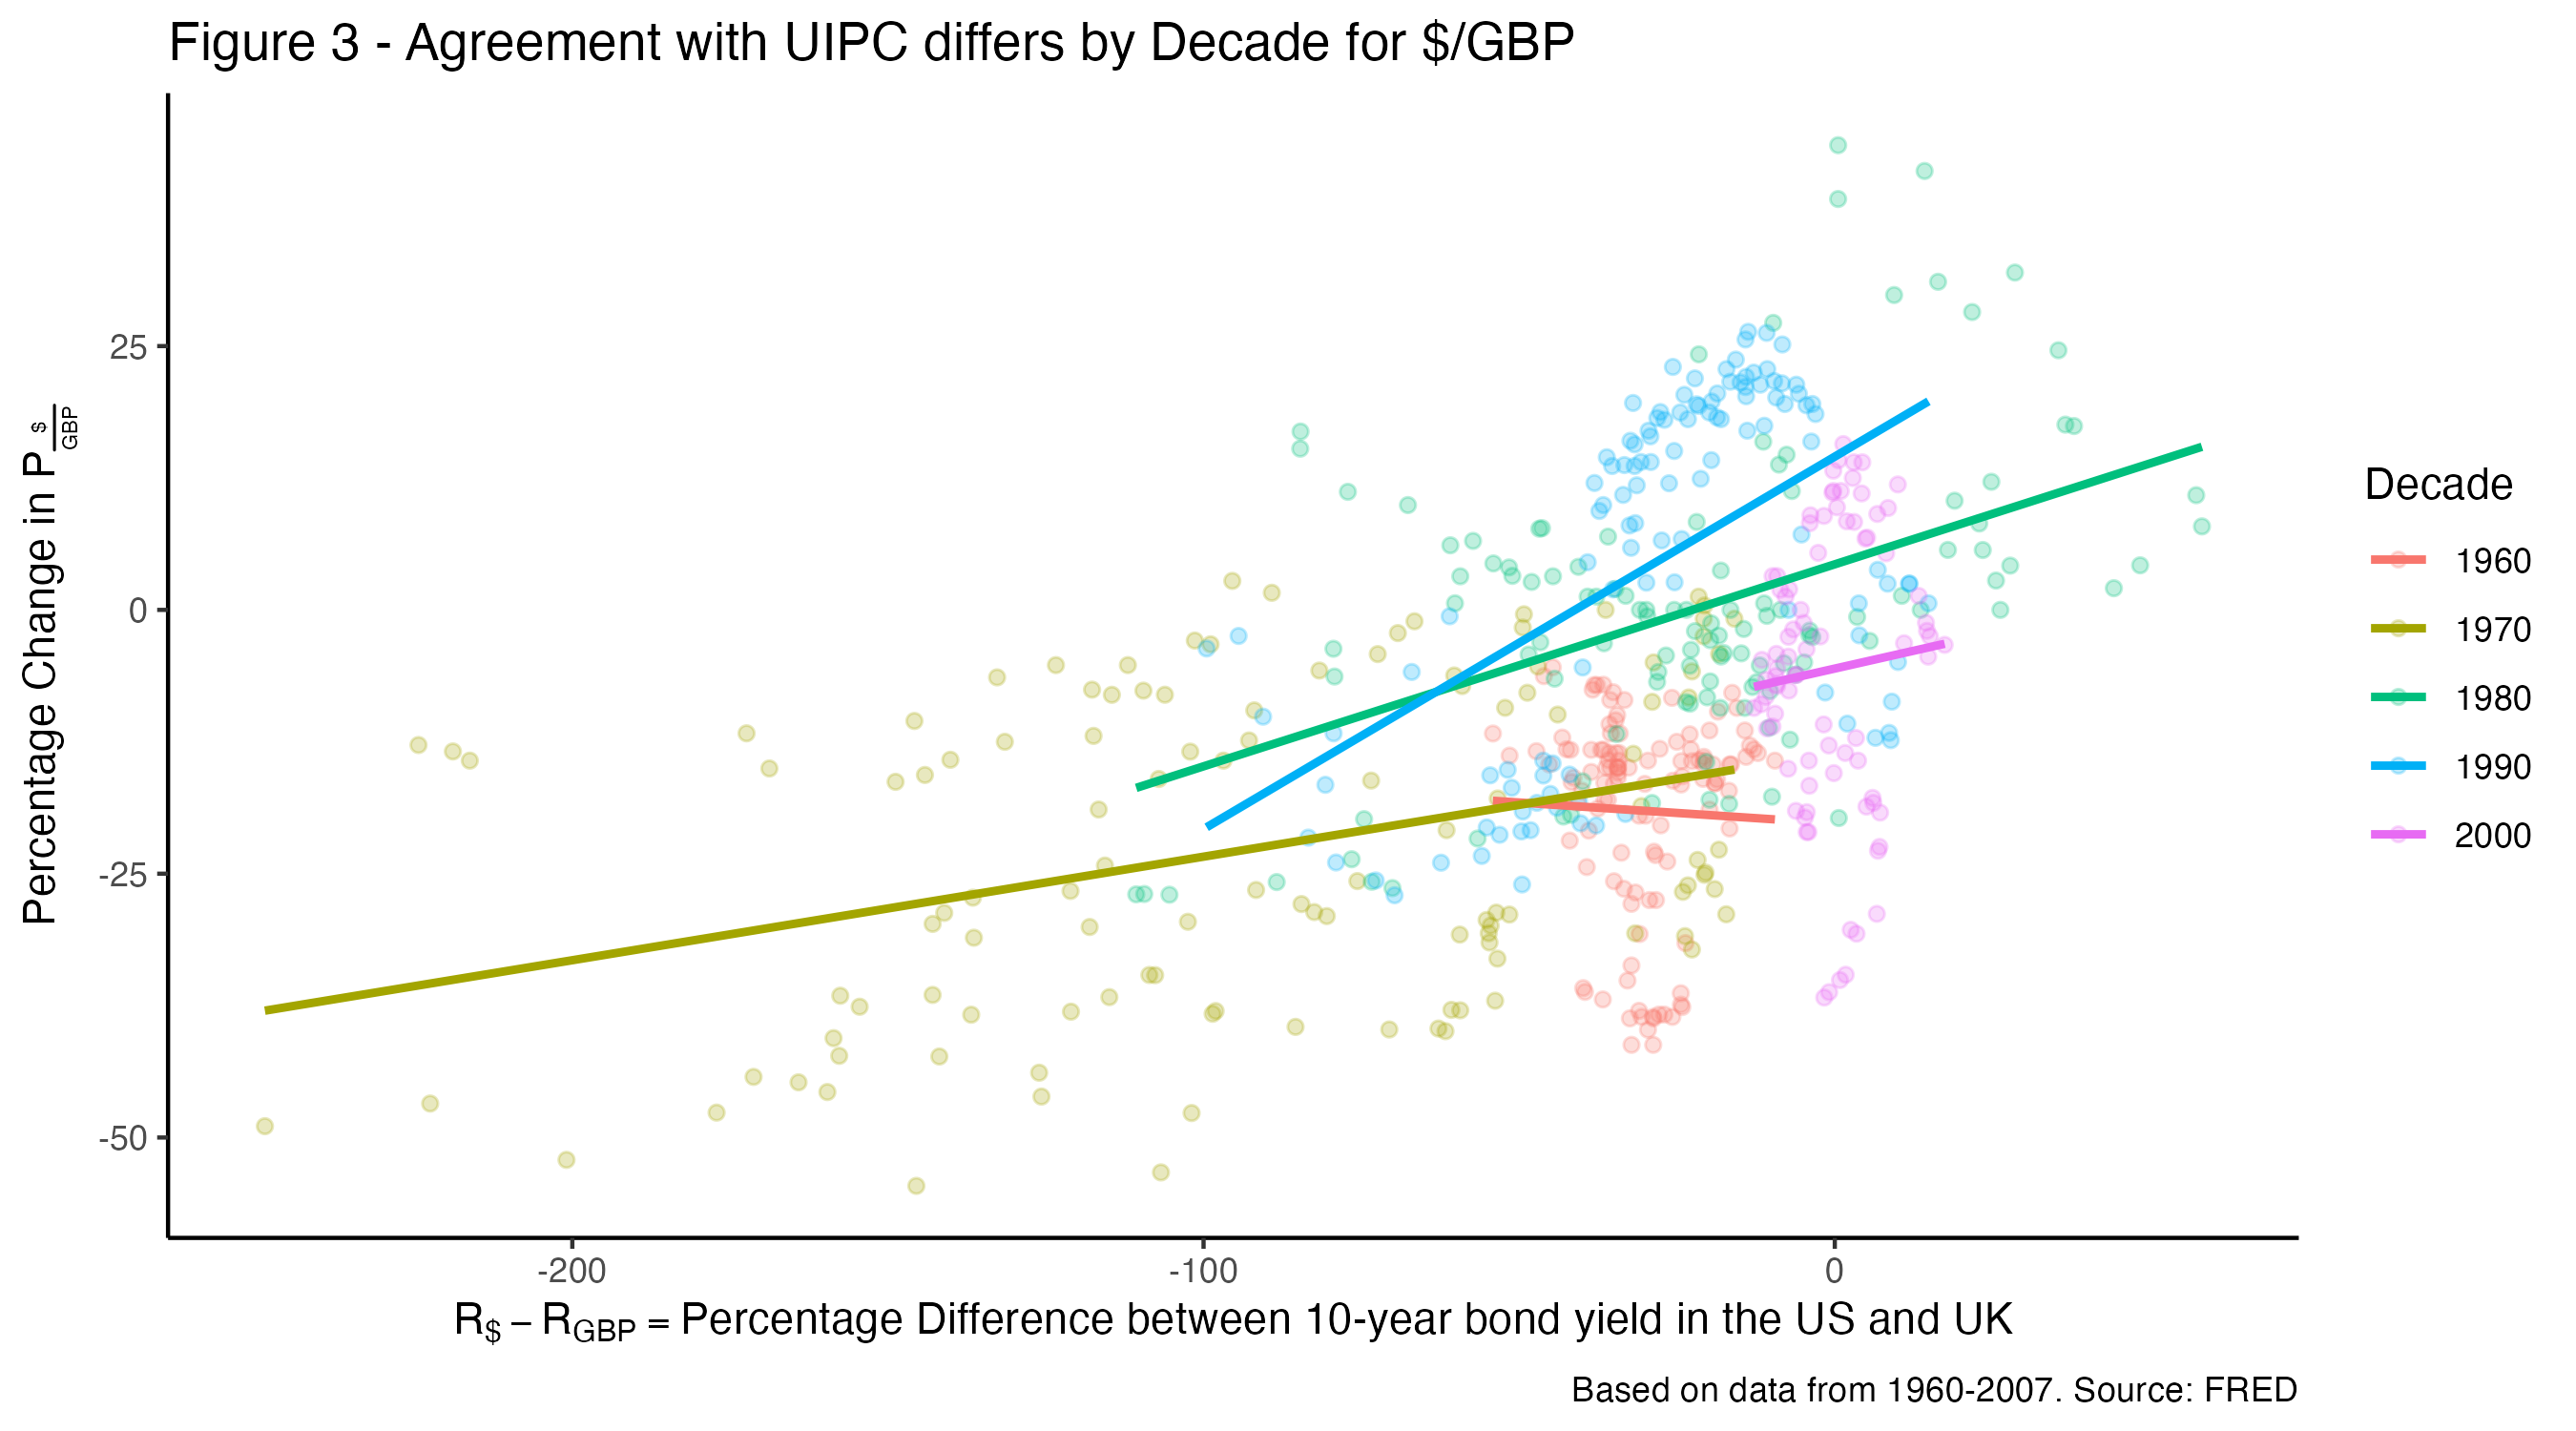 Figure 3 - Agreement with UIPC differs by Decade for $/GBP
Percentage Change in P $/GBP
25
0
-25
-50
-200
-100
0
R$ – RGBP = Percentage Difference between 10-year bond yield in the US and UK
Decade
1960
1970
1980
1990
2000
Based on data from 1960-2007. Source: FRED